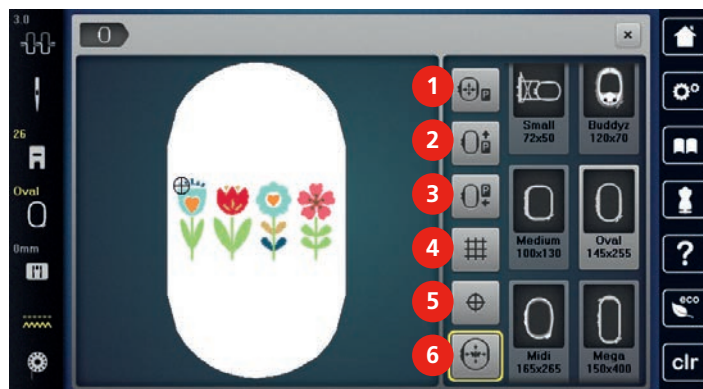 3.0
0
×
1
P
Small
72x50
Buddyz
120x70
2
P
26
3
P
Oval
0mm
4
Medium
100x130
Oval
145x255
?
5
eco
6
Midi
165x265
Mega
150x400
clr